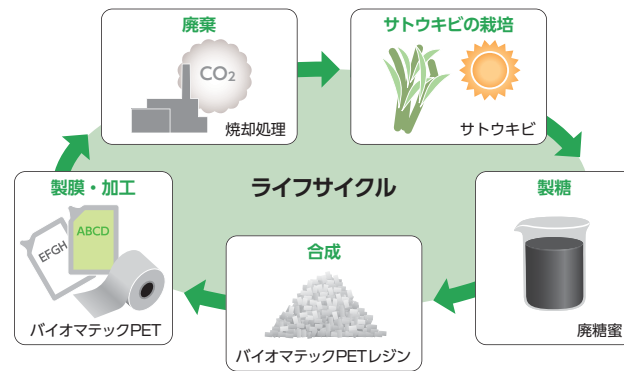 廃棄
CO2
焼却処理
サトウキビの栽培
サトウキビ
製糖
廃糖蜜
合成
バイオマテックPETレジン
製膜・加工
EFGH
ABCD
バイオマテックPET
ライフサイクル